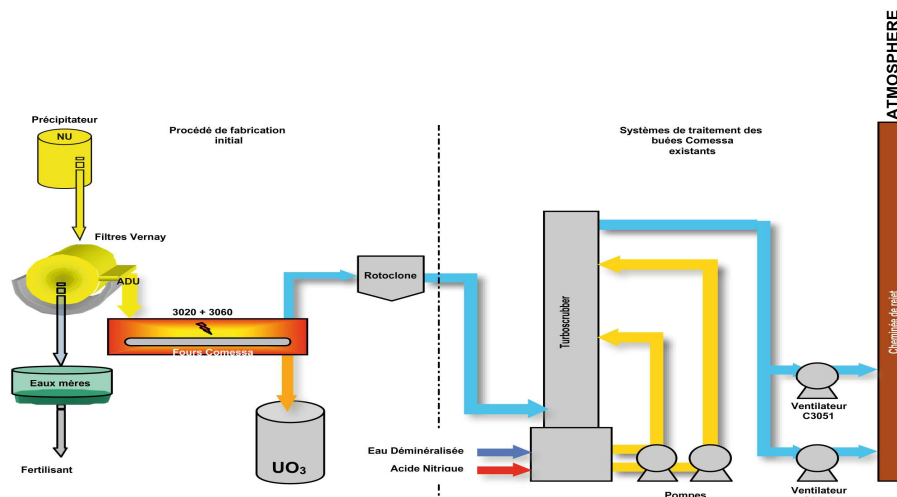 ATMOSPHERE
Précipitateur
NU
Procédé de fabrication
initial
Systèmes de traitement des
buées Comessa
existants
Filtres Vernay
ADU
Rotoclone
3020 + 3060
Fours Comessa
Turboscrubber
Cheminée de rejet
Eaux mères
Ventilateur
C3051
Eau Déminéralisée
Acide Nitrique
UO₃
Fertilisant
Pompes
Ventilateur